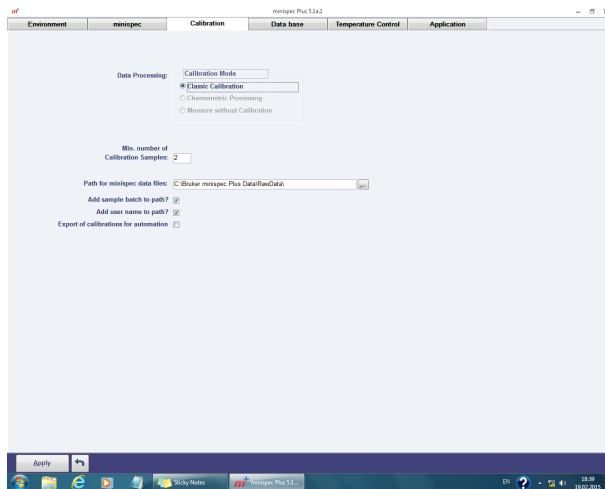 m
minispec Plus 5.1a.1
Environment minispec Calibration Data base Temperature Control Application
Data Processing:
Calibration Mode
Classic Calibration
Chemometric Processing
Measure without Calibration
Min. number of
Calibration Samples: 2
Path for minispec data files: C:\Bruker minispec Plus Data\RawData\ ...
Add sample batch to path?
Add user name to path?
Export of calibrations for automation
Apply
Sticky Notes m minispec Plus 5.1... EN ? 18:39
19.02.2015